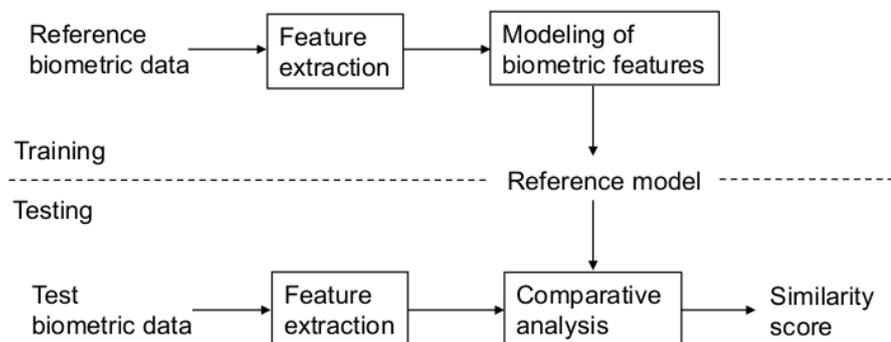 Reference
biometric data
Feature
extraction
Modeling of
biometric features
Training
Reference model
Testing
Test
biometric data
Feature
extraction
Comparative
analysis
Similarity
score